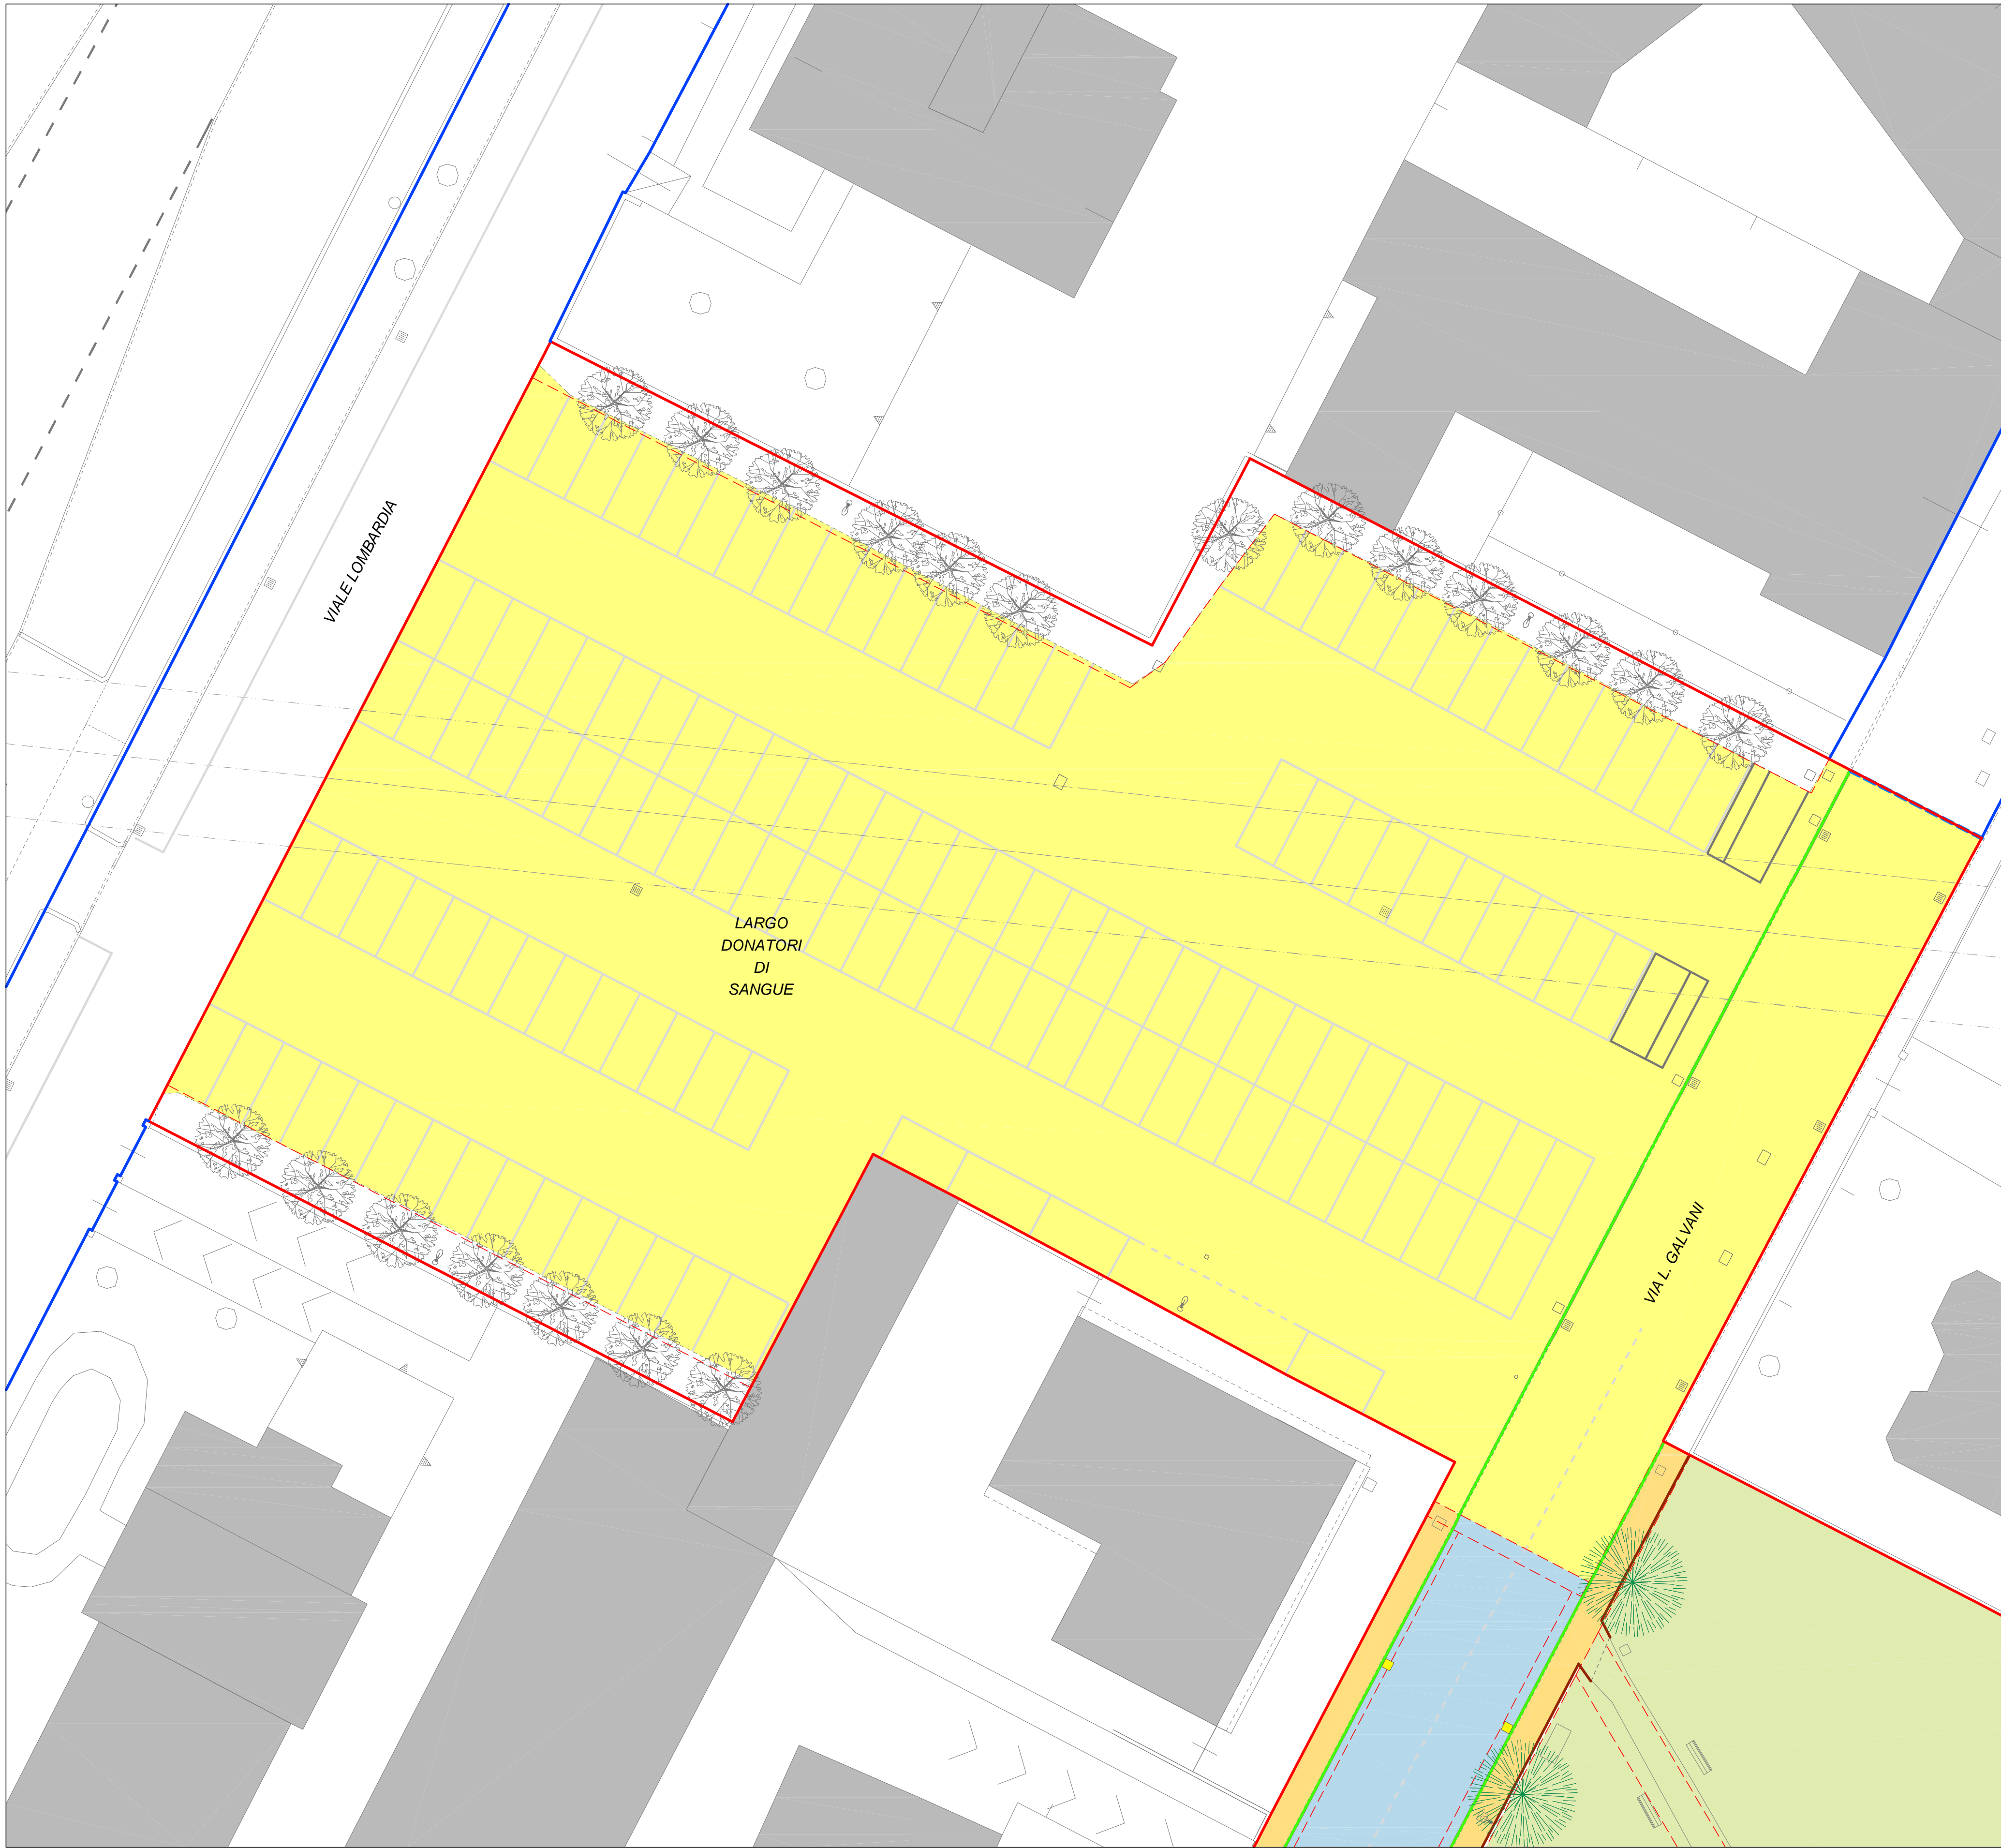 VIALE LOMBARDIA
LARGO
DONATORI
DI
SANGUE
VIA L. GALVANI